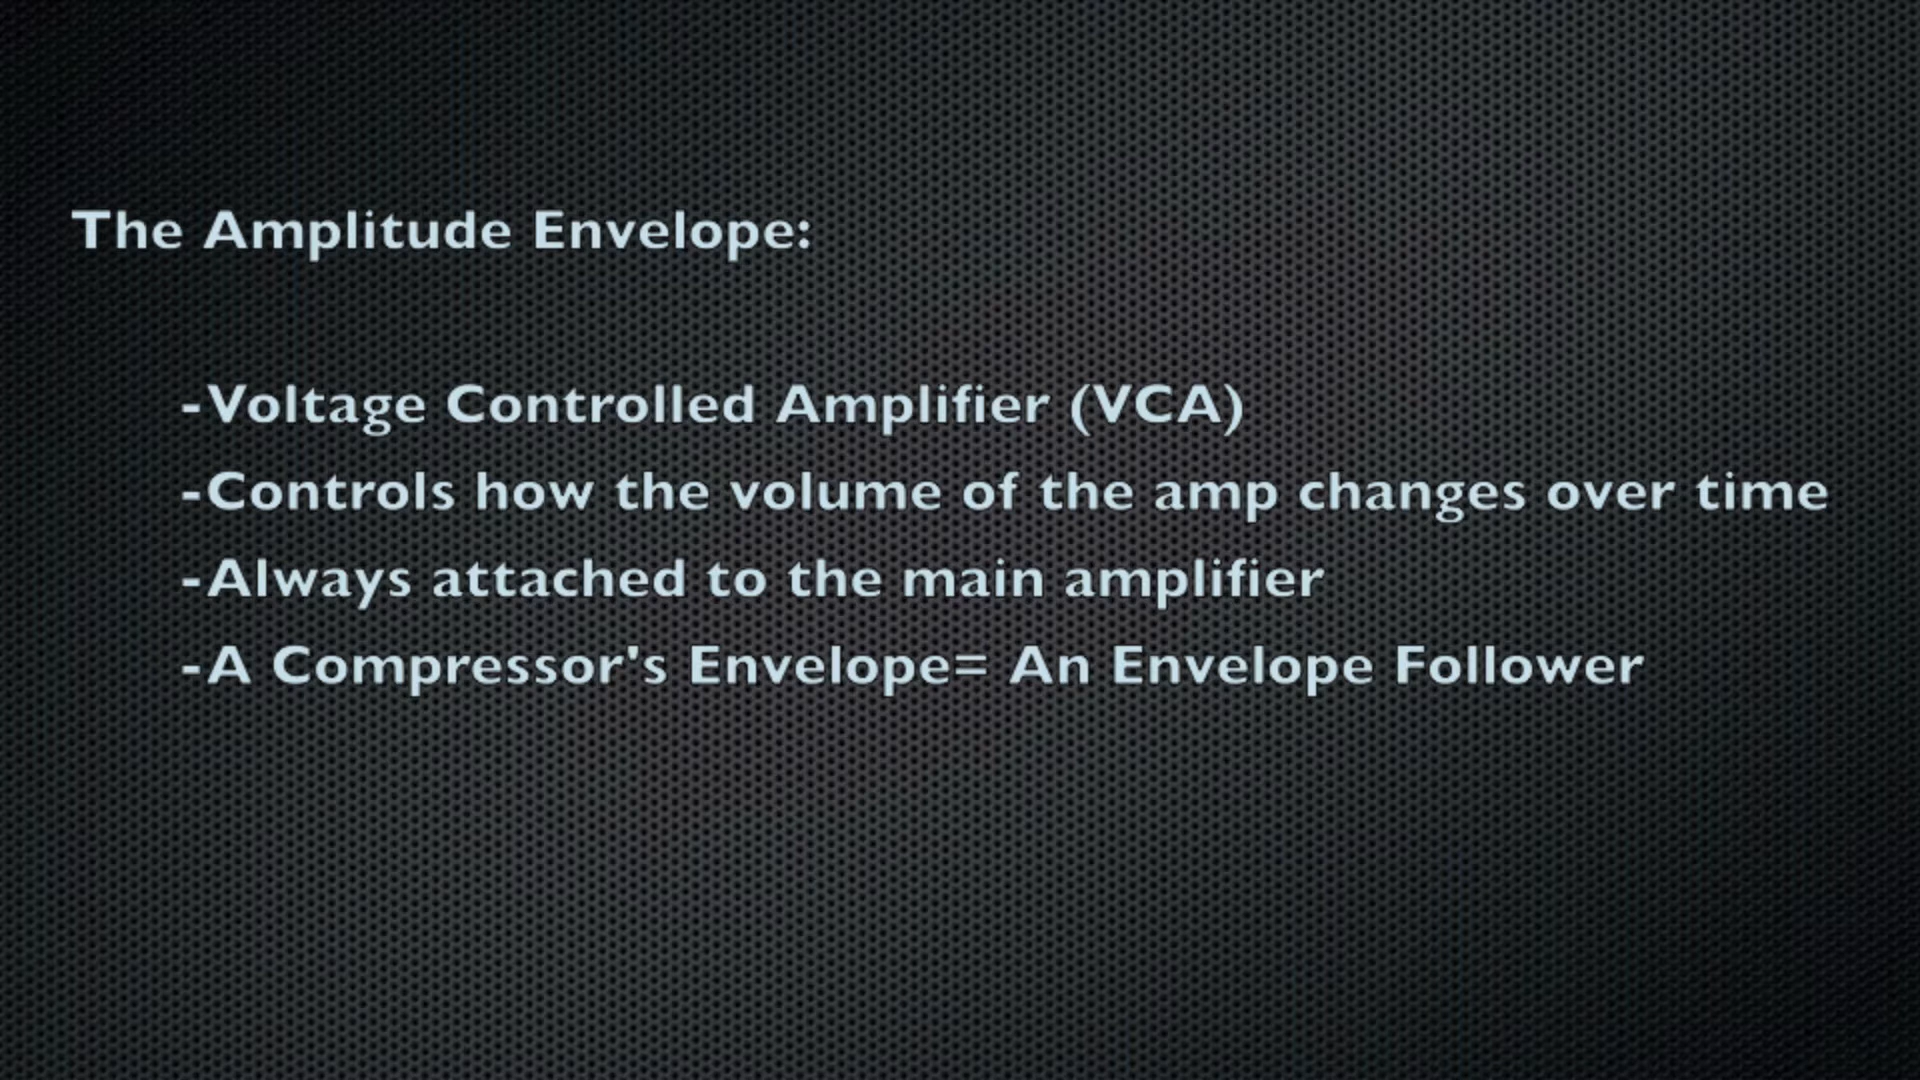 The Amplitude Envelope:
-Voltage Controlled Amplifier (VCA)
-Controls how the volume of the amp changes over time
-Always attached to the main amplifier
-A Compressor's Envelope= An Envelope Follower